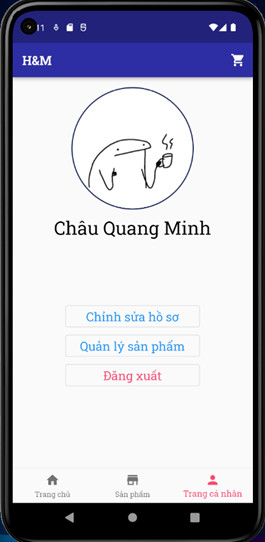 H&M
Châu Quang Minh
Chỉnh sửa hồ sơ
Quản lý sản phẩm
Đăng xuất
Trang chủ
Sản phẩm
Trang cá nhân